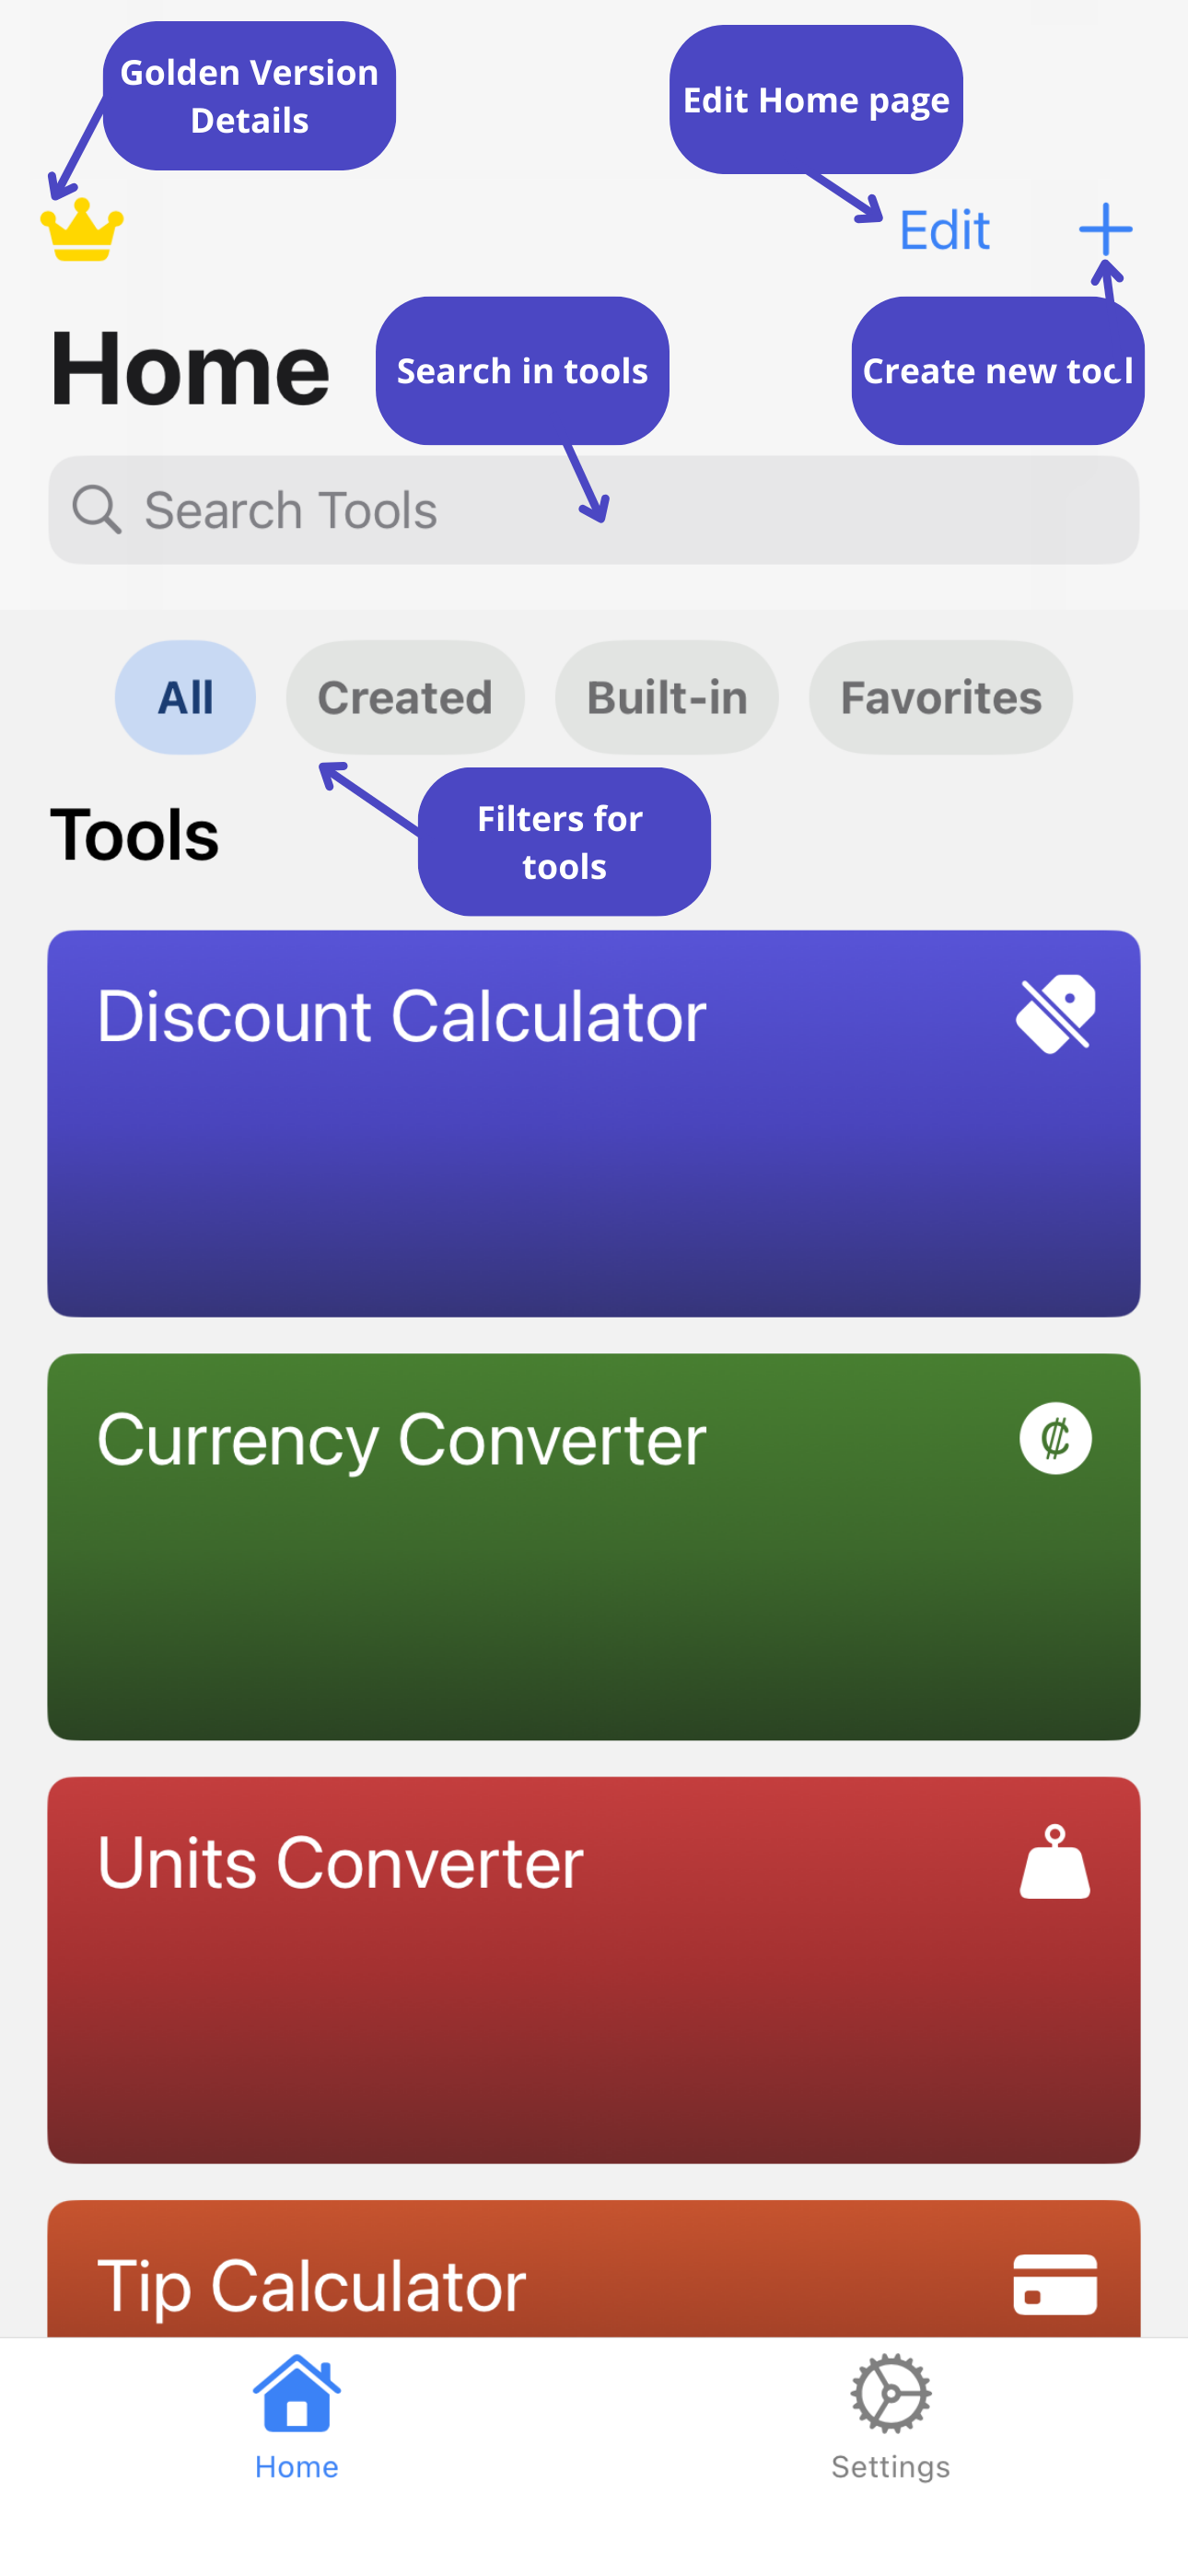 Golden Version
Details
Edit Home page
Edit
Home
Search in tools
Create new tool
Search Tools
All
Created
Built-in
Favorites
Tools
Filters for
tools
Discount Calculator
Currency Converter
₡
Units Converter
Tip Calculator
Home
Settings